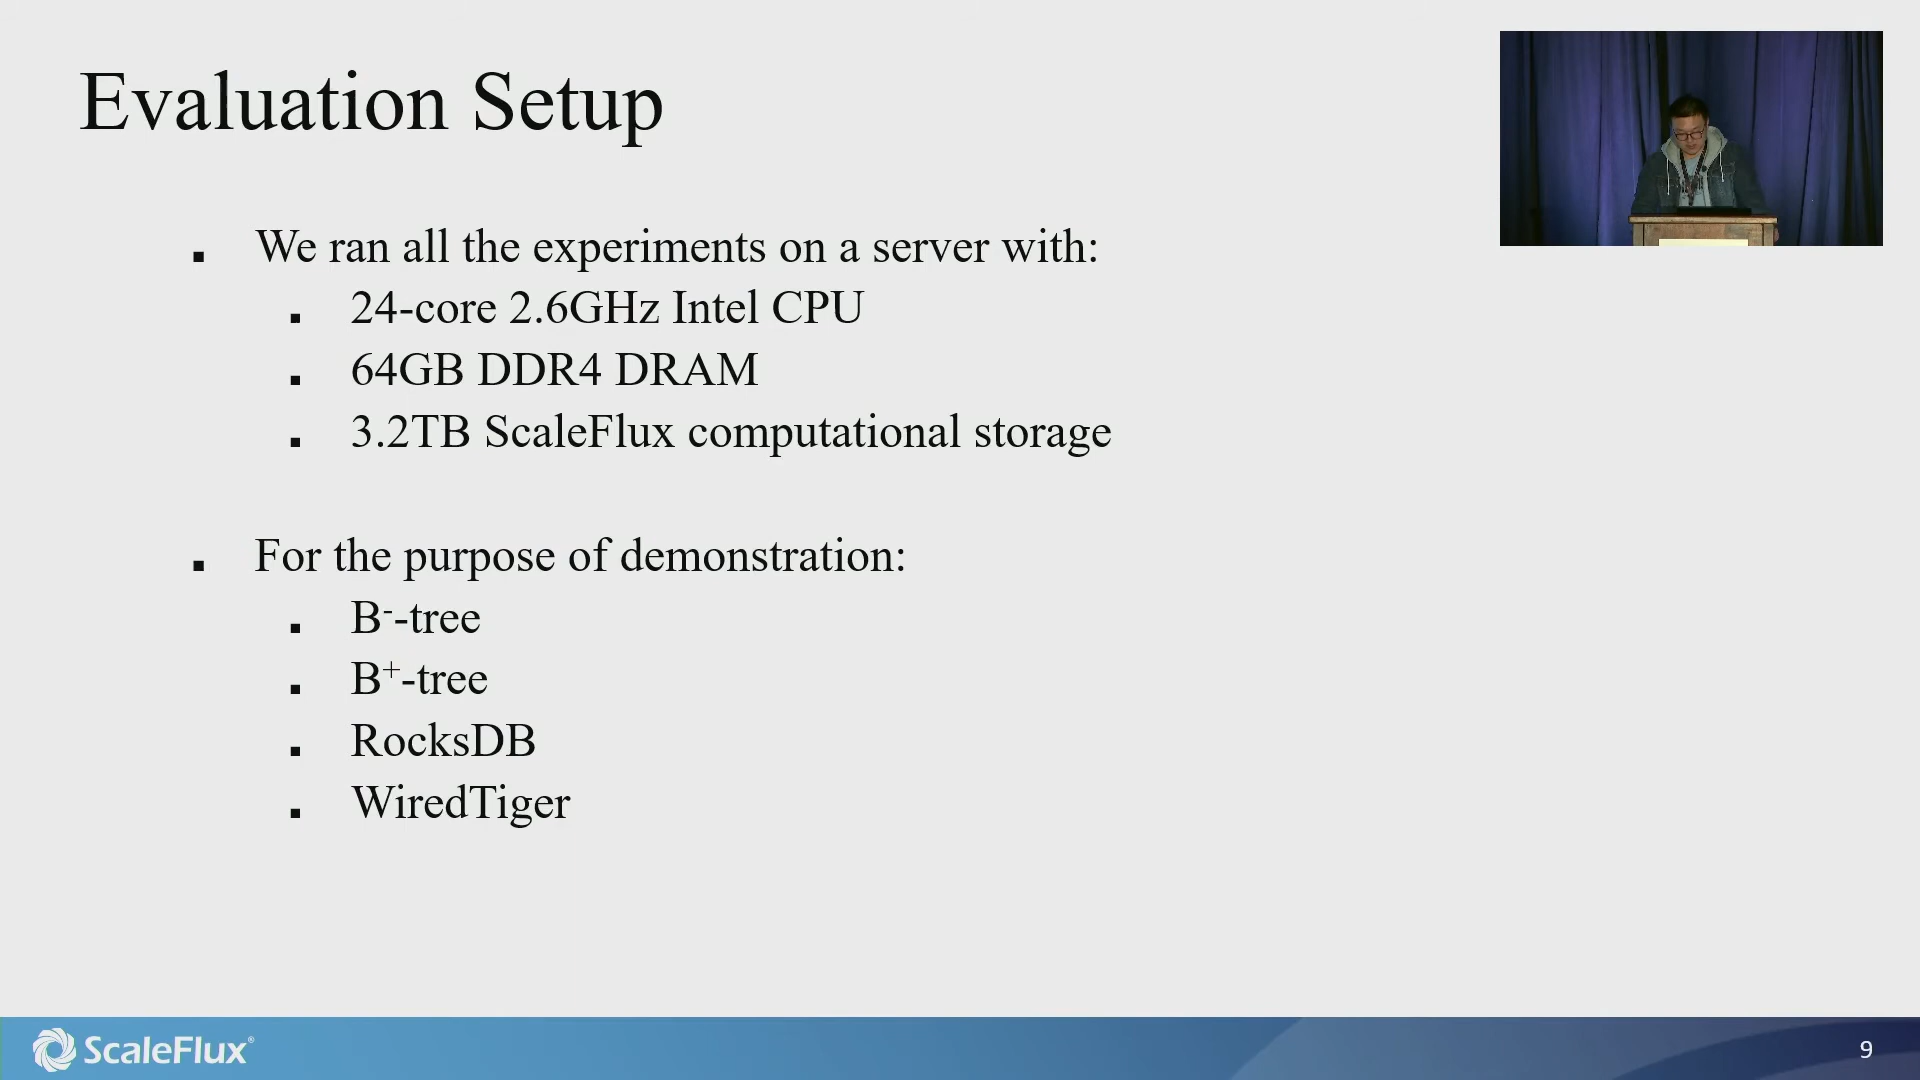 Evaluation Setup
We ran all the experiments on a server with:
24-core 2.6GHz Intel CPU
64GB DDR4 DRAM
3.2TB ScaleFlux computational storage
For the purpose of demonstration:
B⁻-tree
B⁺-tree
RocksDB
WiredTiger
ScaleFlux®
9